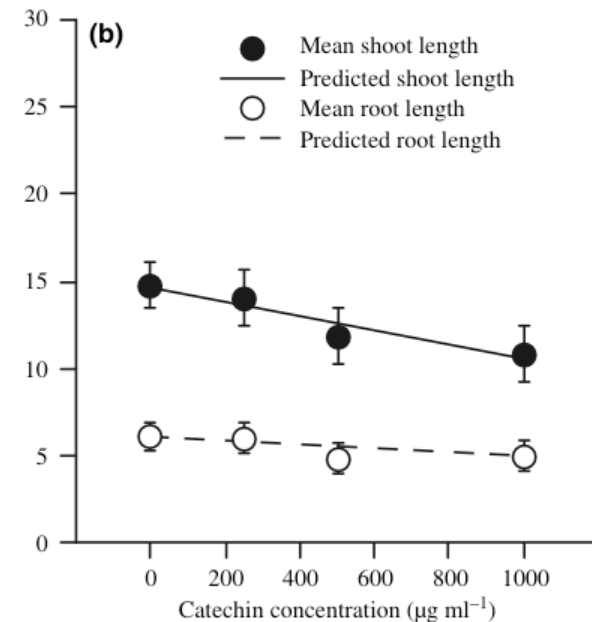 30
(b)
Mean shoot length
Predicted shoot length
Mean root length
Predicted root length
25
20
15
10
5
0
0 200 400 600 800 1000
Catechin concentration (µg ml⁻¹)